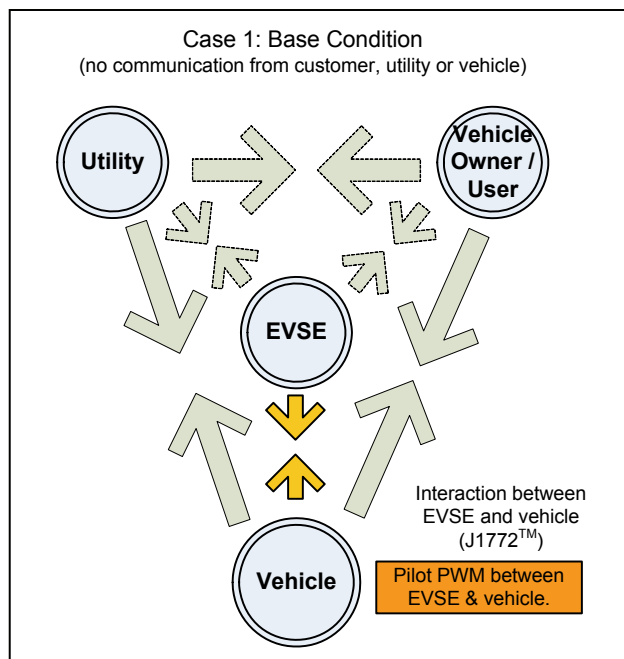 Case 1: Base Condition
(no communication from customer, utility or vehicle)
Utility
Vehicle
Owner /
User
EVSE
Interaction between
EVSE and vehicle
(J1772™)
Vehicle
Pilot PWM between
EVSE & vehicle.